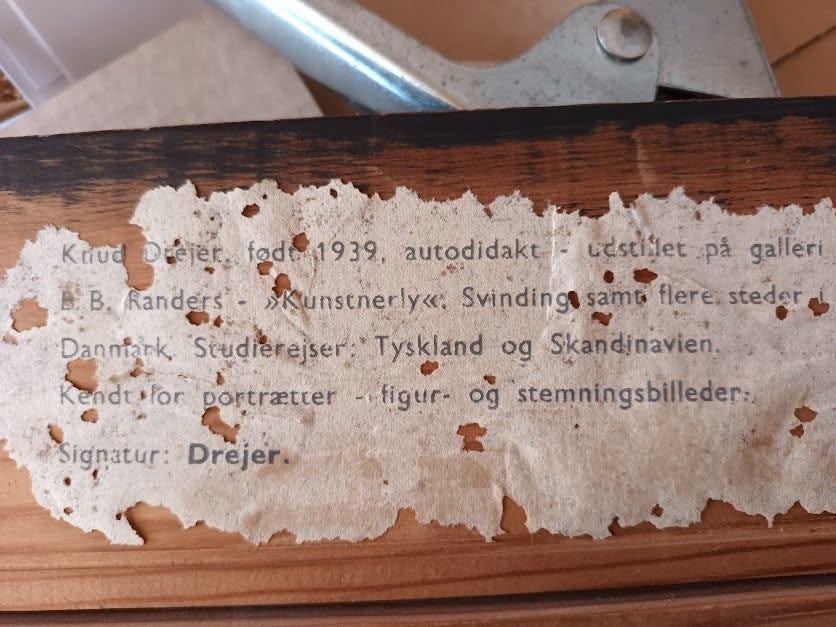 Knud Drejer, født 1939, autodidakt - udstillet på galleri
B.B. Randers - »Kunstnerly«, Svinding samt flere steder i
Danmark. Studierejser: Tyskland og Skandinavien.
Kendt for portrætter - figur- og stemningsbilleder.
Signatur: Drejer.